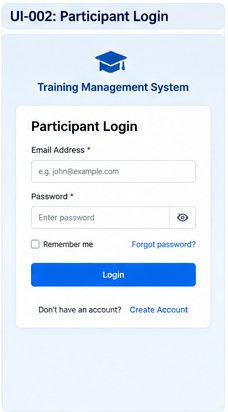 UI-002: Participant Login
Training Management System
Participant Login
Email Address *
e.g. john@example.com
Password *
Enter password
Remember me Forgot password?
Login
Don't have an account? Create Account